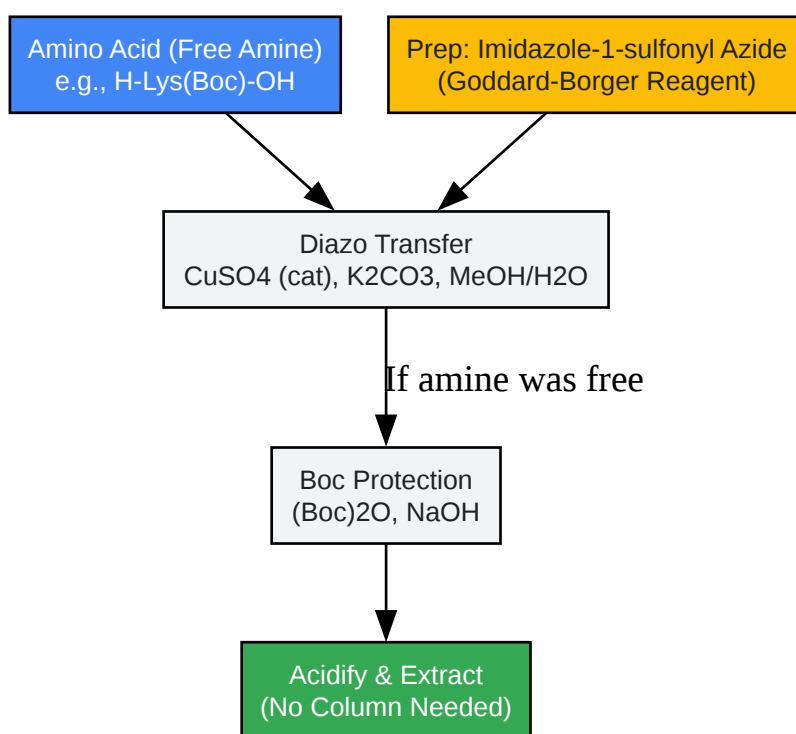 Amino Acid (Free Amine)
e.g., H-Lys(Boc)-OH
Prep: Imidazole-1-sulfonyl Azide
(Goddard-Borger Reagent)
Diazo Transfer
CuSO4 (cat), K2CO3, MeOH/H2O
If amine was free
Boc Protection
(Boc)2O, NaOH
Acidify & Extract
(No Column Needed)